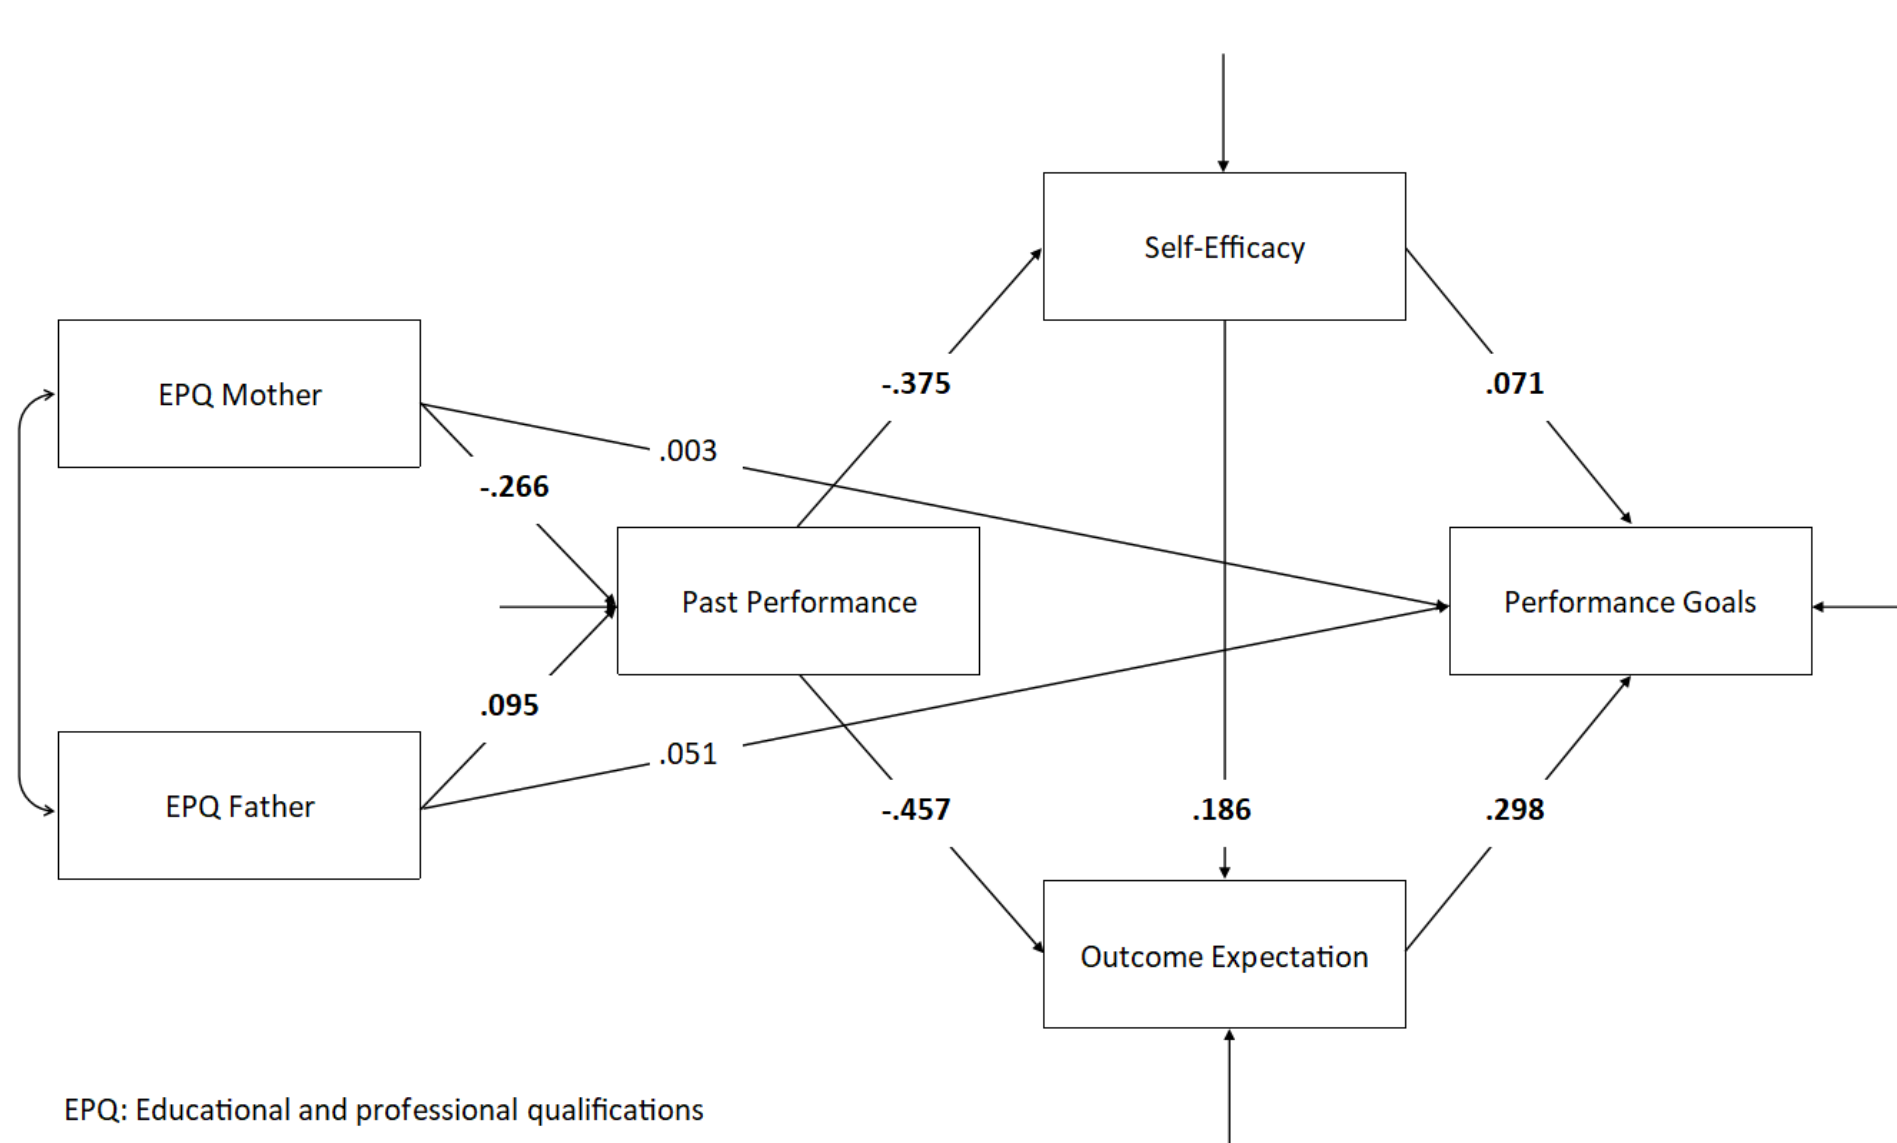 Self-Efficacy
-.375
.071
EPQ Mother
.003
-.266
Past Performance
Performance Goals
.095
.051
EPQ Father
-.457
.186
.298
Outcome Expectation
EPQ: Educational and professional qualifications